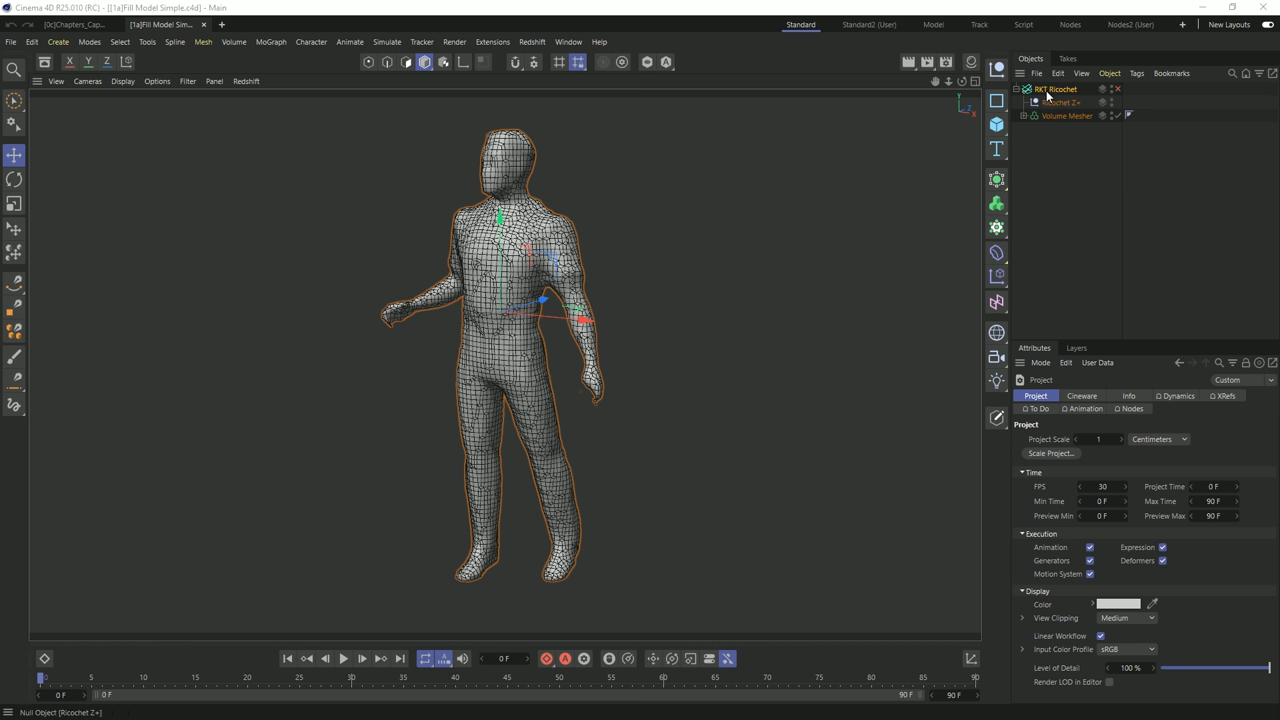 Cinema 4D R25.010 (RC) - [[1a]Fill Model Simple.c4d] - Main
[0c]Chapters_Cap...
[1a]Fill Model Sim...
Standard
Standard2 (User)
Model
Track
Script
Nodes
Nodes2 (User)
New Layouts
File Edit Create Modes Select Tools Spline Mesh Volume MoGraph Character Animate Simulate Tracker Render Extensions Redshift Window Help
X Y Z
Objects Takes
View Cameras Display Options Filter Panel Redshift
File Edit View Object Tags Bookmarks
RKT Ricochet
Ricochet Z+
Volume Mesher
Y
Z
X
Attributes Layers
Mode Edit User Data
Project
Custom
Project Cineware Info Dynamics XRefs
To Do Animation Nodes
Project
Project Scale 1 Centimeters
Scale Project...
Time
FPS 30 Project Time 0 F
Min Time 0 F Max Time 90 F
Preview Min 0 F Preview Max 90 F
Execution
Animation Expression
Generators Deformers
Motion System
Display
Color
View Clipping Medium
Linear Workflow
Input Color Profile sRGB
Level of Detail 100 %
Render LOD in Editor
0 F
0 5 10 15 20 25 30 35 40 45 50 55 60 65 70 75 80 85 90
0 F 0 F 90 F 90 F
Null Object [Ricochet Z+]